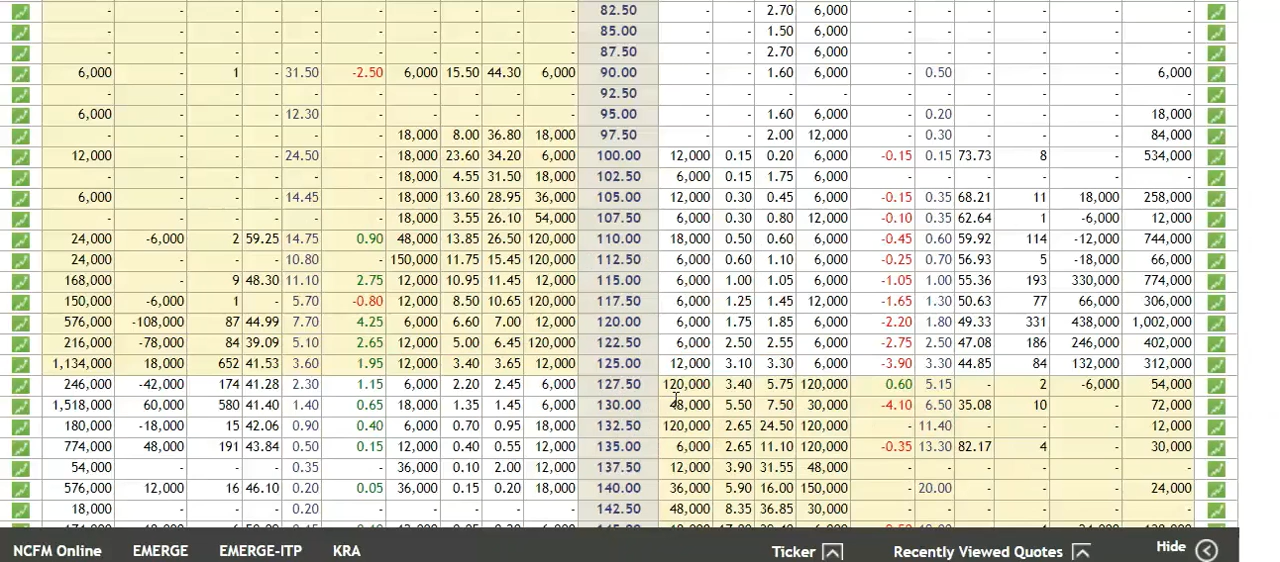 - - - - - - - - - - 82.50 - - 2.70 6,000 - - - - - -
- - - - - - - - - - 85.00 - - 1.50 6,000 - - - - - -
- - - - - - - - - - 87.50 - - 2.70 6,000 - - - - - -
6,000 - 1 - 31.50 -2.50 6,000 15.50 44.30 6,000 90.00 - - 1.60 6,000 - 0.50 - - - 6,000
- - - - - - - - - - 92.50 - - - - - - - - - -
6,000 - - - 12.30 - - - - - 95.00 - - 1.60 6,000 - 0.20 - - - 18,000
- - - - - - 18,000 8.00 36.80 18,000 97.50 - - 2.00 12,000 - 0.30 - - - 84,000
12,000 - - - 24.50 - 18,000 23.60 34.20 6,000 100.00 12,000 0.15 0.20 6,000 -0.15 0.15 73.73 8 - 534,000
- - - - - - 18,000 4.55 31.50 18,000 102.50 6,000 0.15 1.75 6,000 - - - - - -
6,000 - - - 14.45 - 18,000 13.60 28.95 36,000 105.00 12,000 0.30 0.45 6,000 -0.15 0.35 68.21 11 18,000 258,000
- - - - - - 18,000 3.55 26.10 54,000 107.50 6,000 0.30 0.80 12,000 -0.10 0.35 62.64 1 -6,000 12,000
24,000 -6,000 2 59.25 14.75 0.90 48,000 13.85 26.50 120,000 110.00 18,000 0.50 0.60 6,000 -0.45 0.60 59.92 114 -12,000 744,000
24,000 - - - 10.80 - 150,000 11.75 15.45 120,000 112.50 6,000 0.60 1.10 6,000 -0.25 0.70 56.93 5 -18,000 66,000
168,000 - 9 48.30 11.10 2.75 12,000 10.95 11.45 12,000 115.00 6,000 1.00 1.05 6,000 -1.05 1.00 55.36 193 330,000 774,000
150,000 -6,000 1 - 5.70 -0.80 12,000 8.50 10.65 120,000 117.50 6,000 1.25 1.45 12,000 -1.65 1.30 50.63 77 66,000 306,000
576,000 -108,000 87 44.99 7.70 4.25 6,000 6.60 7.00 12,000 120.00 6,000 1.75 1.85 6,000 -2.20 1.80 49.33 331 438,000 1,002,000
216,000 -78,000 84 39.09 5.10 2.65 12,000 5.00 6.45 120,000 122.50 6,000 2.50 2.55 6,000 -2.75 2.50 47.08 186 246,000 402,000
1,134,000 18,000 652 41.53 3.60 1.95 12,000 3.40 3.65 12,000 125.00 12,000 3.10 3.30 6,000 -3.90 3.30 44.85 84 132,000 312,000
246,000 -42,000 174 41.28 2.30 1.15 6,000 2.20 2.45 6,000 127.50 120,000 3.40 5.75 120,000 0.60 5.15 - 2 -6,000 54,000
1,518,000 60,000 580 41.40 1.40 0.65 18,000 1.35 1.45 6,000 130.00 48,000 5.50 7.50 30,000 -4.10 6.50 35.08 10 - 72,000
180,000 -18,000 15 42.06 0.90 0.40 6,000 0.70 0.95 18,000 132.50 120,000 2.65 24.50 120,000 - 11.40 - - - 12,000
774,000 48,000 191 43.84 0.50 0.15 12,000 0.40 0.55 12,000 135.00 6,000 2.65 11.10 120,000 -0.35 13.30 82.17 4 - 30,000
54,000 - - - 0.35 - 36,000 0.10 2.00 12,000 137.50 12,000 3.90 31.55 48,000 - - - - - -
576,000 12,000 16 46.10 0.20 0.05 36,000 0.15 0.20 18,000 140.00 36,000 5.90 16.00 150,000 - 20.00 - - - 24,000
18,000 - - - 0.20 - - - - - 142.50 48,000 8.35 36.85 30,000 - - - - - -
NCFM Online EMERGE EMERGE-ITP KRA Ticker Recently Viewed Quotes Hide